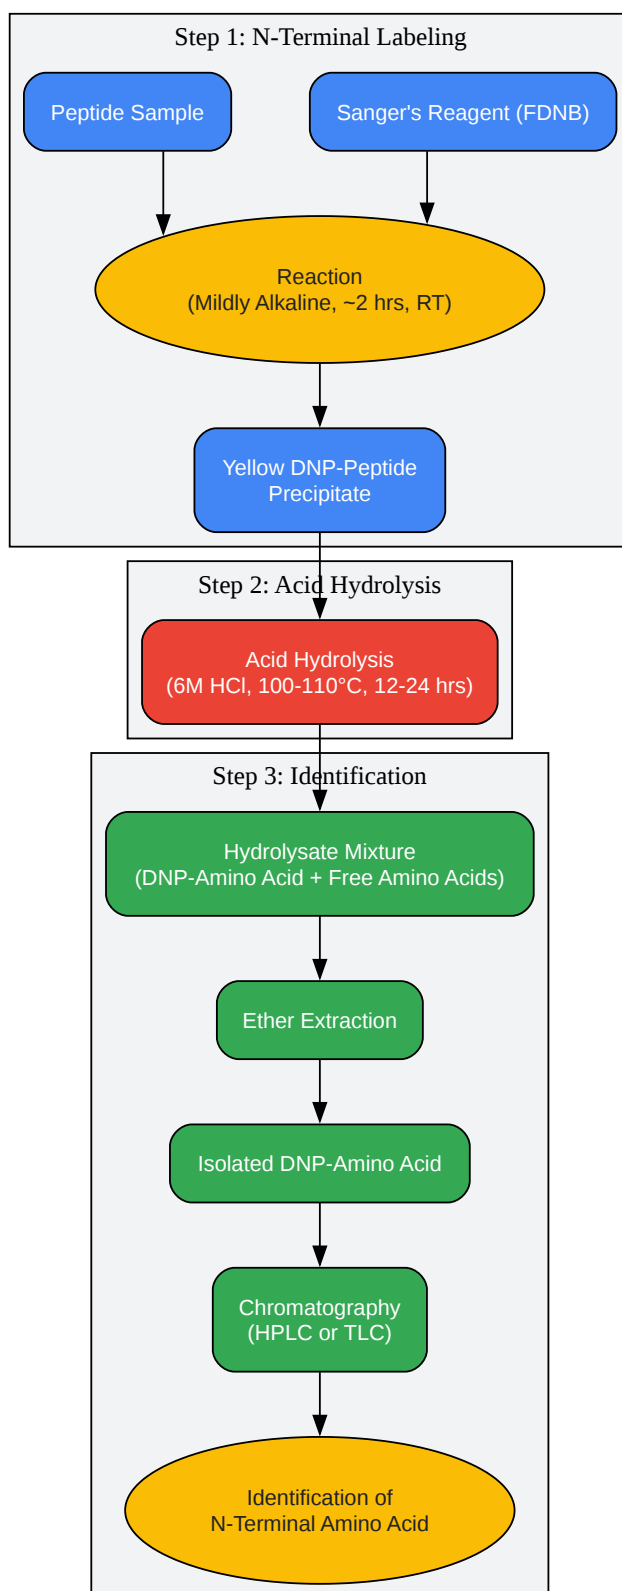 Step 1: N-Terminal Labeling
Peptide Sample
Sanger's Reagent (FDNB)
Reaction
(Mildly Alkaline, ~2 hrs, RT)
Yellow DNP-Peptide
Precipitate
Step 2: Acid Hydrolysis
Acid Hydrolysis
(6M HCl, 100-110°C, 12-24 hrs)
Step 3: Identification
Hydrolysate Mixture
(DNP-Amino Acid + Free Amino Acids)
Ether Extraction
Isolated DNP-Amino Acid
Chromatography
(HPLC or TLC)
Identification of
N-Terminal Amino Acid